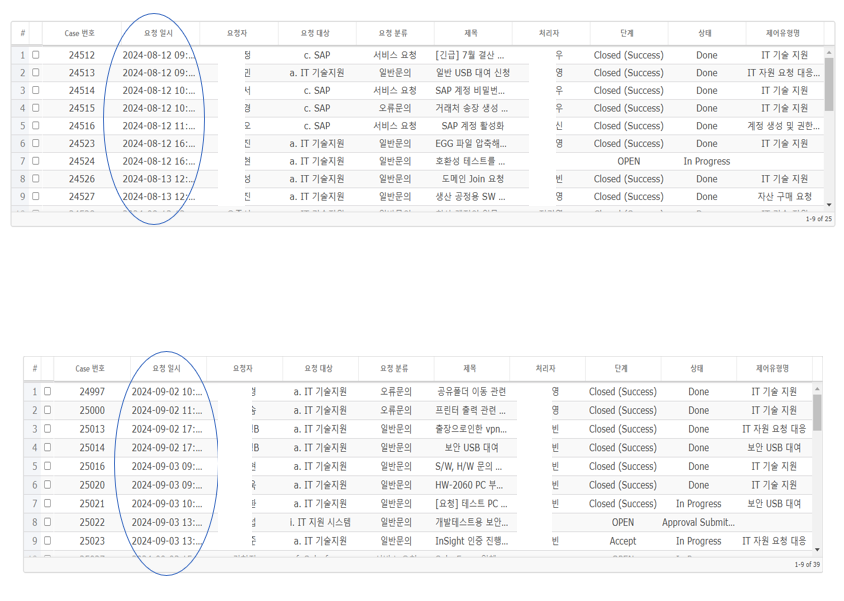 # Case 번호 요청 일시 요청자 요청 대상 요청 분류 제목 처리자 단계 상태 제어유형명
1 24512 2024-08-12 09:... 정 c. SAP 서비스 요청 [긴급] 7월 결산 ... 우 Closed (Success) Done IT 기술 지원
2 24513 2024-08-12 09:... 민 a. IT 기술지원 일반문의 일반 USB 대여 신청 영 Closed (Success) Done IT 자원 요청 대응...
3 24514 2024-08-12 10:... 서 c. SAP 일반문의 SAP 계정 비밀번... 우 Closed (Success) Done IT 기술 지원
4 24515 2024-08-12 10:... c. SAP 오류문의 거래처 송장 생성 ... 우 Closed (Success) Done IT 기술 지원
5 24516 2024-08-12 11:... 오 c. SAP 서비스 요청 SAP 계정 활성화 신 Closed (Success) Done 계정 생성 및 권한...
6 24523 2024-08-12 16:... 진 a. IT 기술지원 일반문의 EGG 파일 압축해... 영 Closed (Success) Done IT 기술 지원
7 24524 2024-08-12 16:... 현 a. IT 기술지원 일반문의 호환성 테스트를 ... OPEN In Progress
8 24526 2024-08-13 12:... 성 a. IT 기술지원 일반문의 도메인 Join 요청 빈 Closed (Success) Done IT 기술 지원
9 24527 2024-08-13 12:... 진 a. IT 기술지원 일반문의 생산 공정용 SW ... 영 Closed (Success) Done 자산 구매 요청
1-9 of 25
# Case 번호 요청 일시 요청자 요청 대상 요청 분류 제목 처리자 단계 상태 제어유형명
1 24997 2024-09-02 10:... a. IT 기술지원 오류문의 공유폴더 이동 관련 영 Closed (Success) Done IT 기술 지원
2 25000 2024-09-02 11:... a. IT 기술지원 오류문의 프린터 출력 관련 ... 영 Closed (Success) Done IT 기술 지원
3 25013 2024-09-02 17:... B a. IT 기술지원 일반문의 출장으로인한 vpn... 빈 Closed (Success) Done IT 자원 요청 대응
4 25014 2024-09-02 17:... B a. IT 기술지원 일반문의 보안 USB 대여 빈 Closed (Success) Done 보안 USB 대여
5 25016 2024-09-03 09:... a. IT 기술지원 일반문의 S/W, H/W 문의 ... 빈 Closed (Success) Done IT 기술 지원
6 25020 2024-09-03 09:... a. IT 기술지원 일반문의 HW-2060 PC 부... 빈 Closed (Success) Done IT 기술 지원
7 25021 2024-09-03 10:... a. IT 기술지원 일반문의 [요청] 테스트 PC ... 빈 Closed (Success) In Progress 보안 USB 대여
8 25022 2024-09-03 13:... i. IT 지원 시스템 일반문의 개발테스트용 보안... OPEN Approval Submit...
9 25023 2024-09-03 13:... a. IT 기술지원 일반문의 InSight 인증 진행... 빈 Accept In Progress IT 자원 요청 대응
1-9 of 39